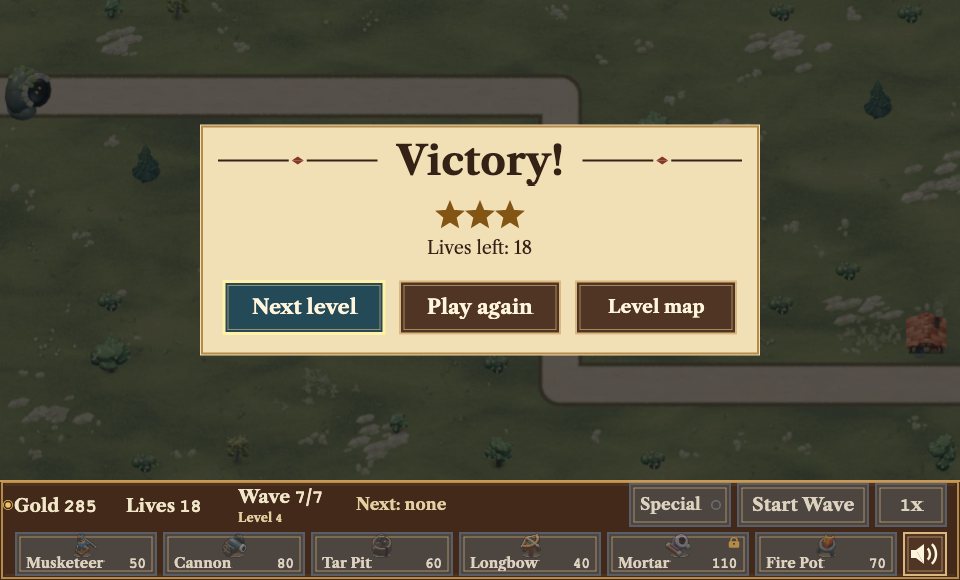 Victory!
Lives left: 18
Next level
Play again
Level map
Gold 285
Lives 18
Wave 7/7
Level 4
Next: none
Special
Start Wave
1x
Musketeer 50
Cannon 80
Tar Pit 60
Longbow 40
Mortar 110
Fire Pot 70